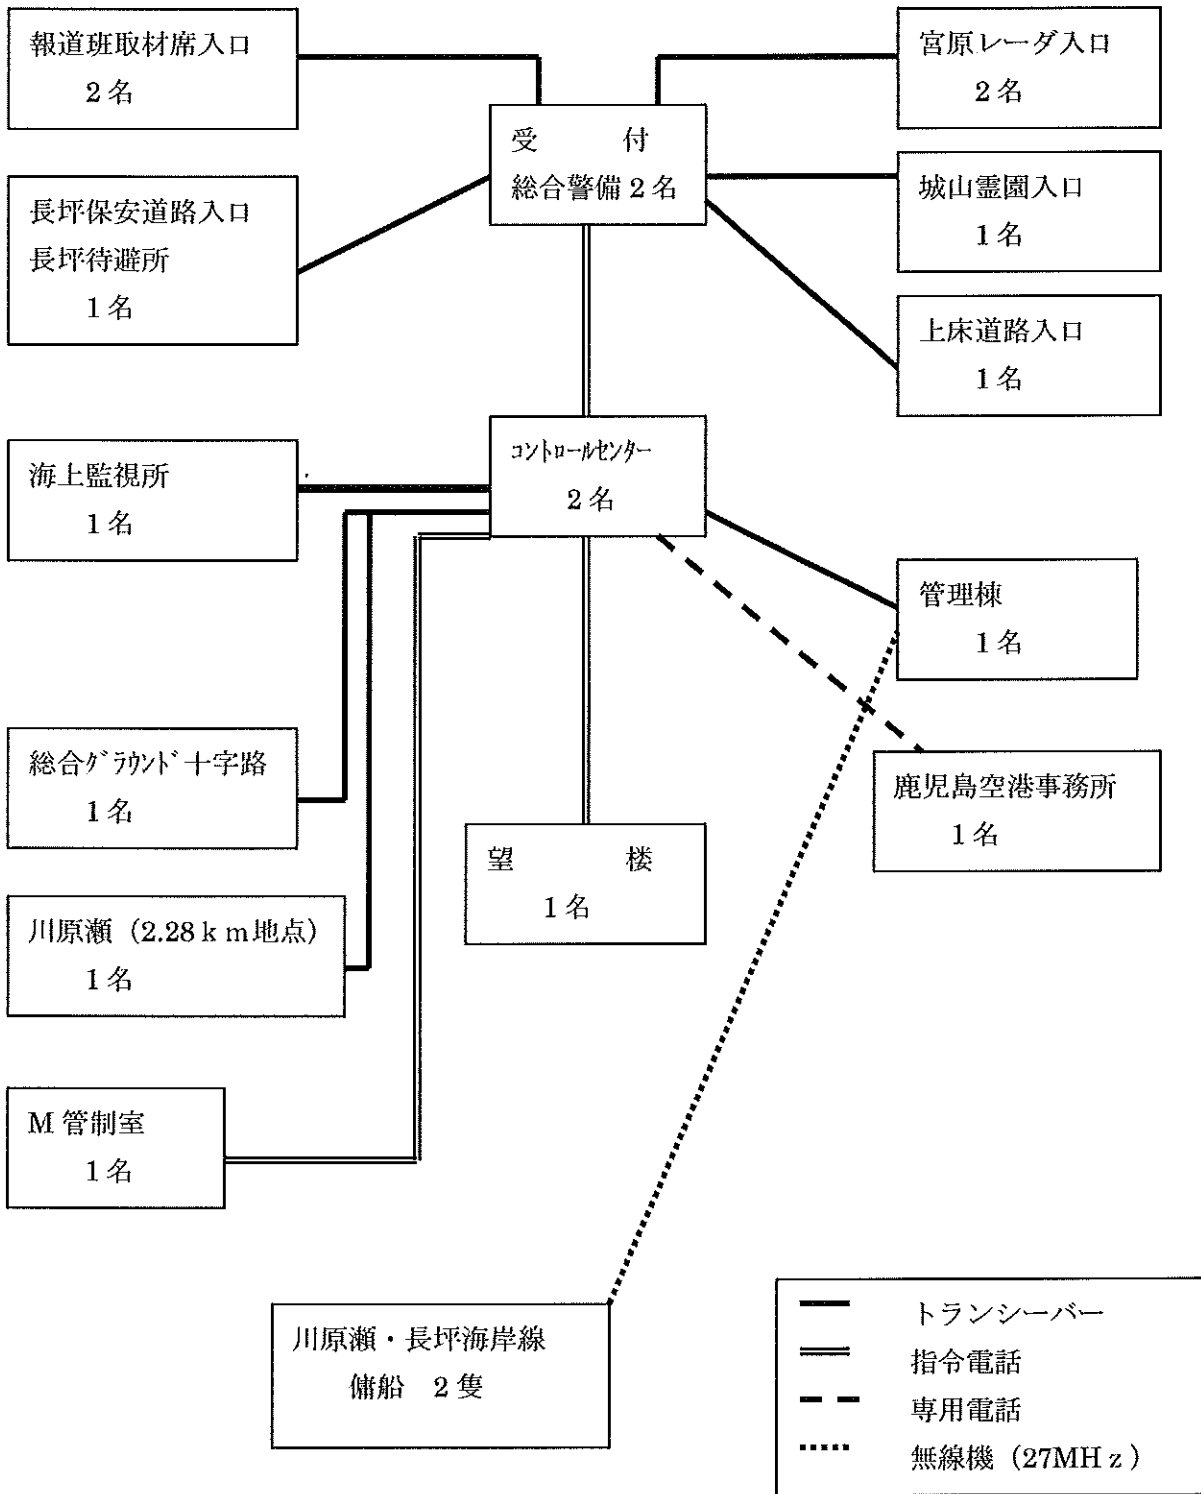 報道班取材席入口
2名
宮原レーダ入口
2名
受　　付
総合警備2名
長坪保安道路入口
長坪待避所
1名
城山霊園入口
1名
上床道路入口
1名
海上監視所
1名
コントロールセンター
2名
管理棟
1名
総合グラウンド十字路
1名
鹿児島空港事務所
1名
望　　楼
1名
川原瀬（2.28ｋｍ地点）
1名
M管制室
1名
川原瀬・長坪海岸線
傭船　2隻
トランシーバー
指令電話
専用電話
無線機（27MHｚ）